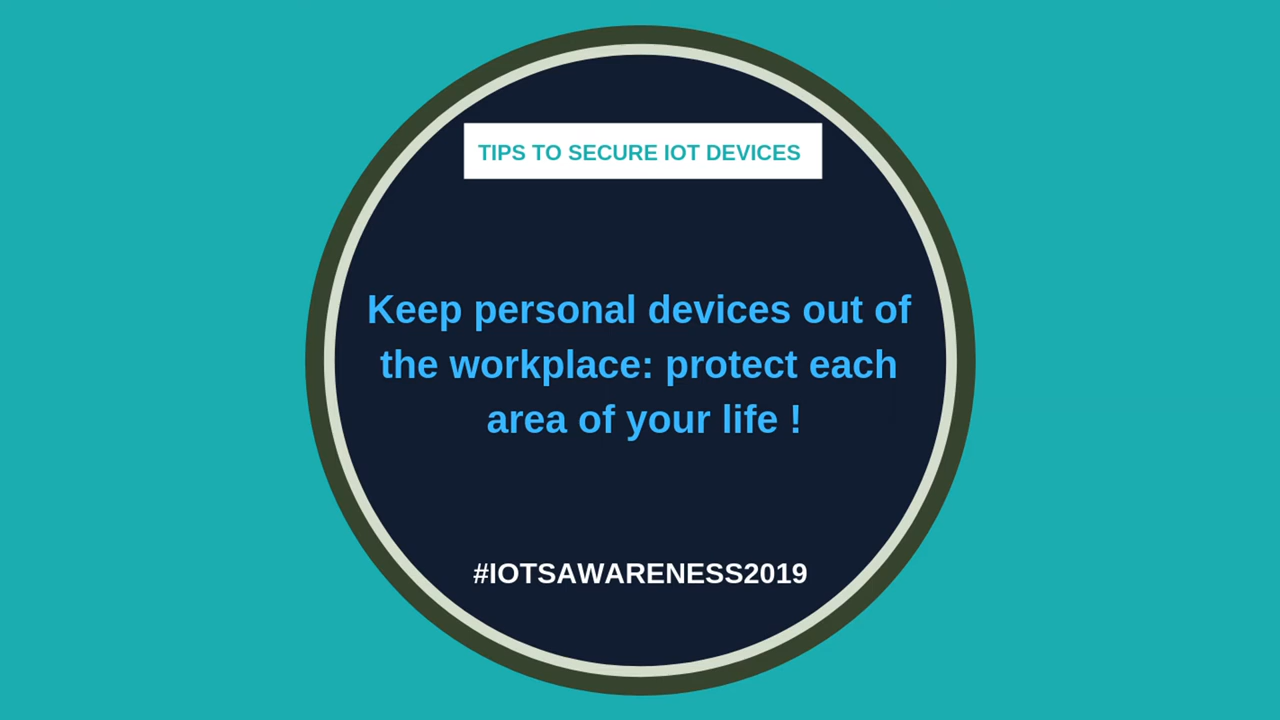 TIPS TO SECURE IOT DEVICES
Keep personal devices out of
the workplace: protect each
area of your life !
#IOTSAWARENESS2019